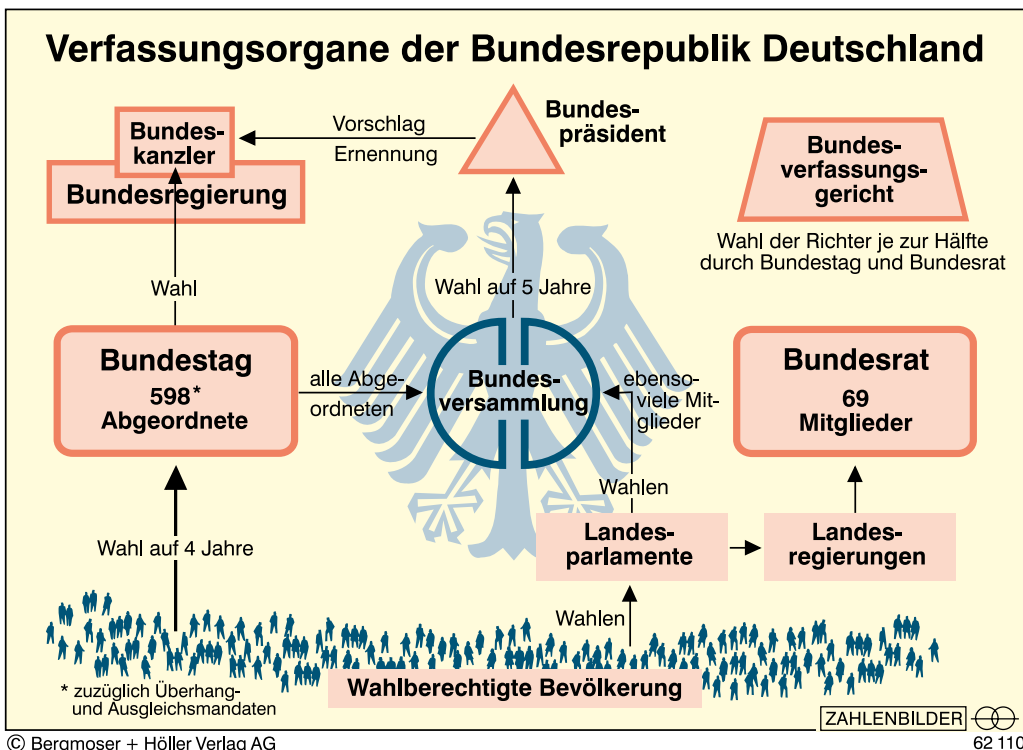 Verfassungsorgane der Bundesrepublik Deutschland
Bundes-
kanzler
Bundesregierung
Vorschlag
Ernennung
Bundes-
präsident
Bundes-
verfassungs-
gericht
Wahl der Richter je zur Hälfte
durch Bundestag und Bundesrat
Wahl
Wahl auf 5 Jahre
Bundestag
598*
Abgeordnete
alle Abge-
ordneten
Bundes-
versammlung
ebenso-
viele Mit-
glieder
Bundesrat
69
Mitglieder
Wahlen
Landes-
parlamente
Landes-
regierungen
Wahl auf 4 Jahre
Wahlen
Wahlberechtigte Bevölkerung
* zuzüglich Überhang-
und Ausgleichsmandaten
ZAHLENBILDER
© Bergmoser + Höller Verlag AG
62 110